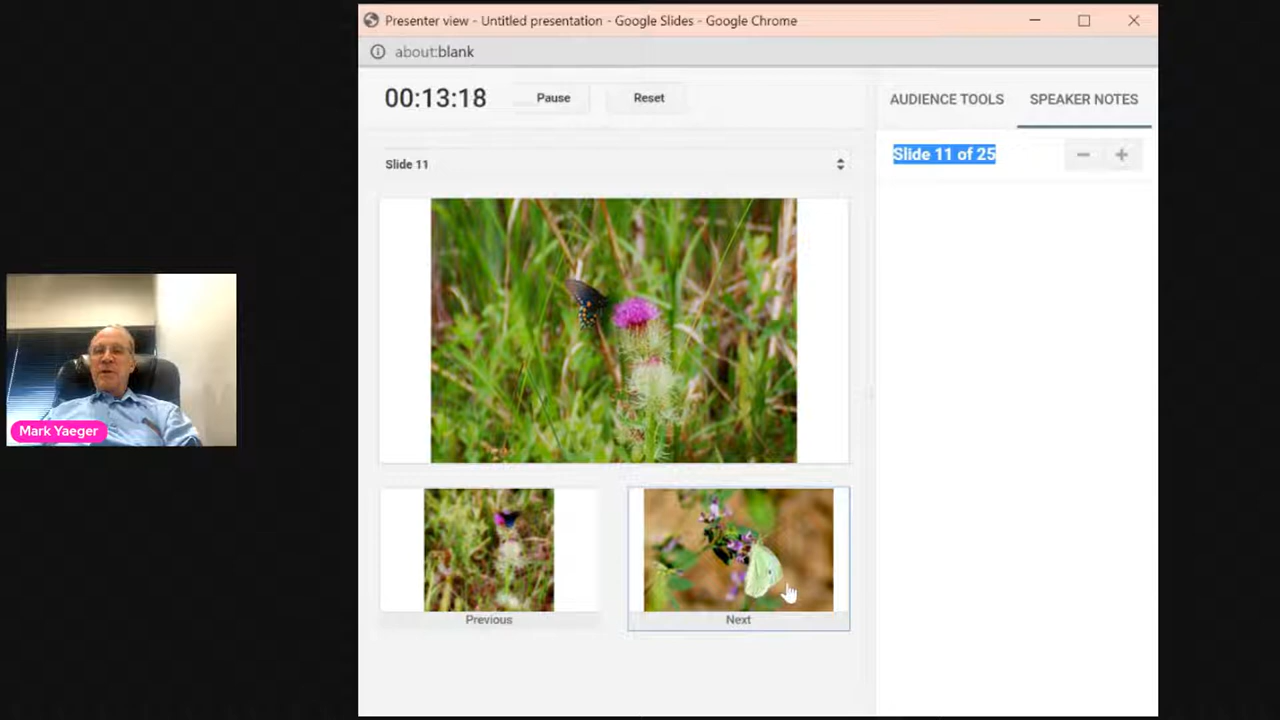 Presenter view - Untitled presentation - Google Slides - Google Chrome
about:blank
00:13:18
Pause
Reset
AUDIENCE TOOLS
SPEAKER NOTES
Slide 11
Slide 11 of 25
Mark Yaeger
Previous
Next